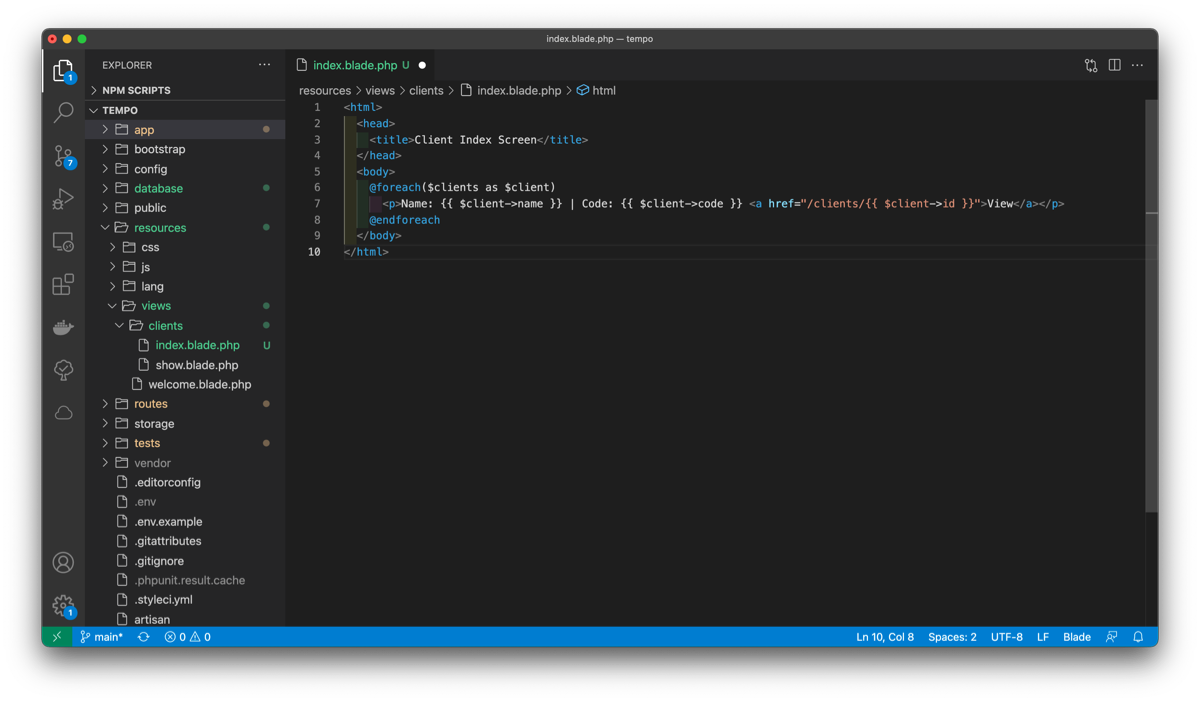 index.blade.php — tempo
EXPLORER
NPM SCRIPTS
TEMPO
app
bootstrap
config
database
public
resources
css
js
lang
views
clients
index.blade.php U
show.blade.php
welcome.blade.php
routes
storage
tests
vendor
.editorconfig
.env
.env.example
.gitattributes
.gitignore
.phpunit.result.cache
.styleci.yml
artisan
1
7
1
index.blade.php U
resources > views > clients > index.blade.php > html
1 <html>
2 <head>
3 <title>Client Index Screen</title>
4 </head>
5 <body>
6 @foreach($clients as $client)
7 <p>Name: {{ $client->name }} | Code: {{ $client->code }} <a href="/clients/{{ $client->id }}">View</a></p>
8 @endforeach
9 </body>
10 </html>
main* 0 0 Ln 10, Col 8 Spaces: 2 UTF-8 LF Blade